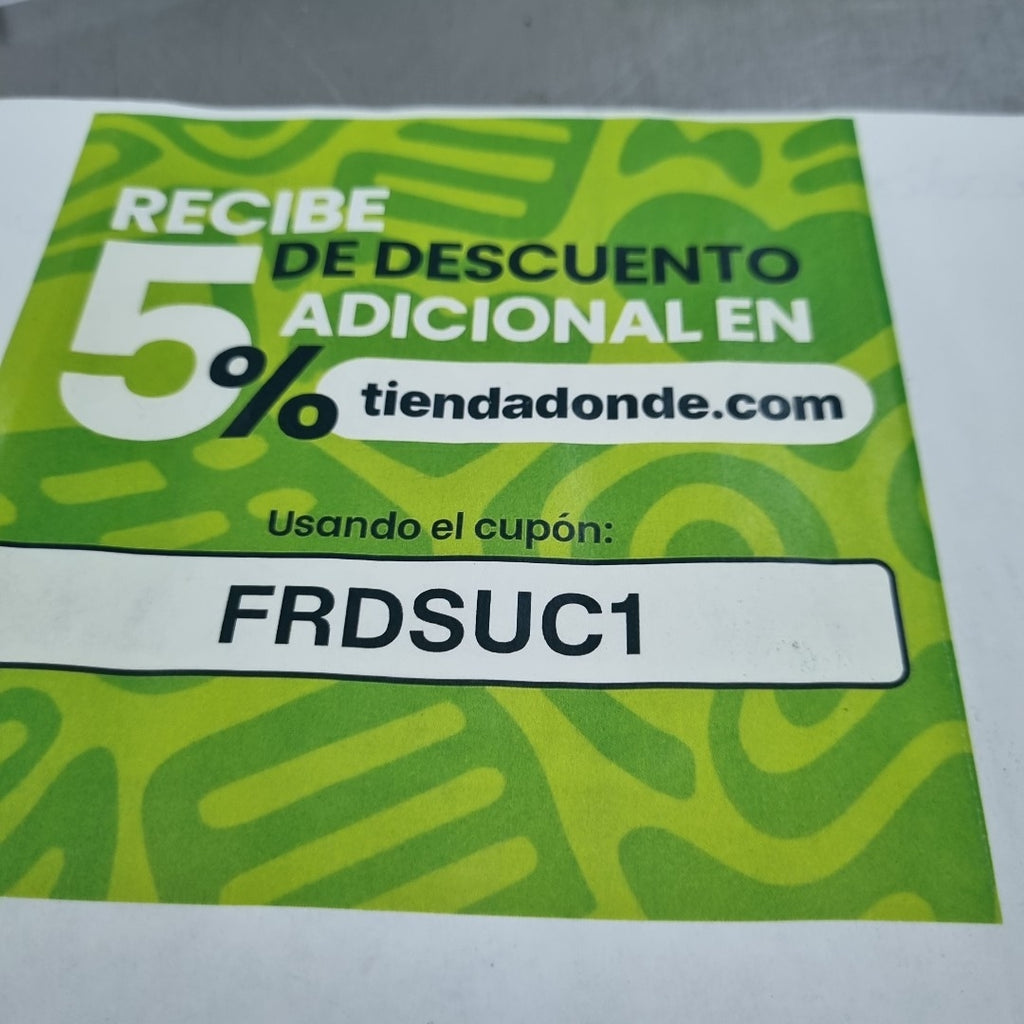 RECIBE
5% DE DESCUENTO
ADICIONAL EN
tiendadonde.com
Usando el cupón:
FRDSUC1